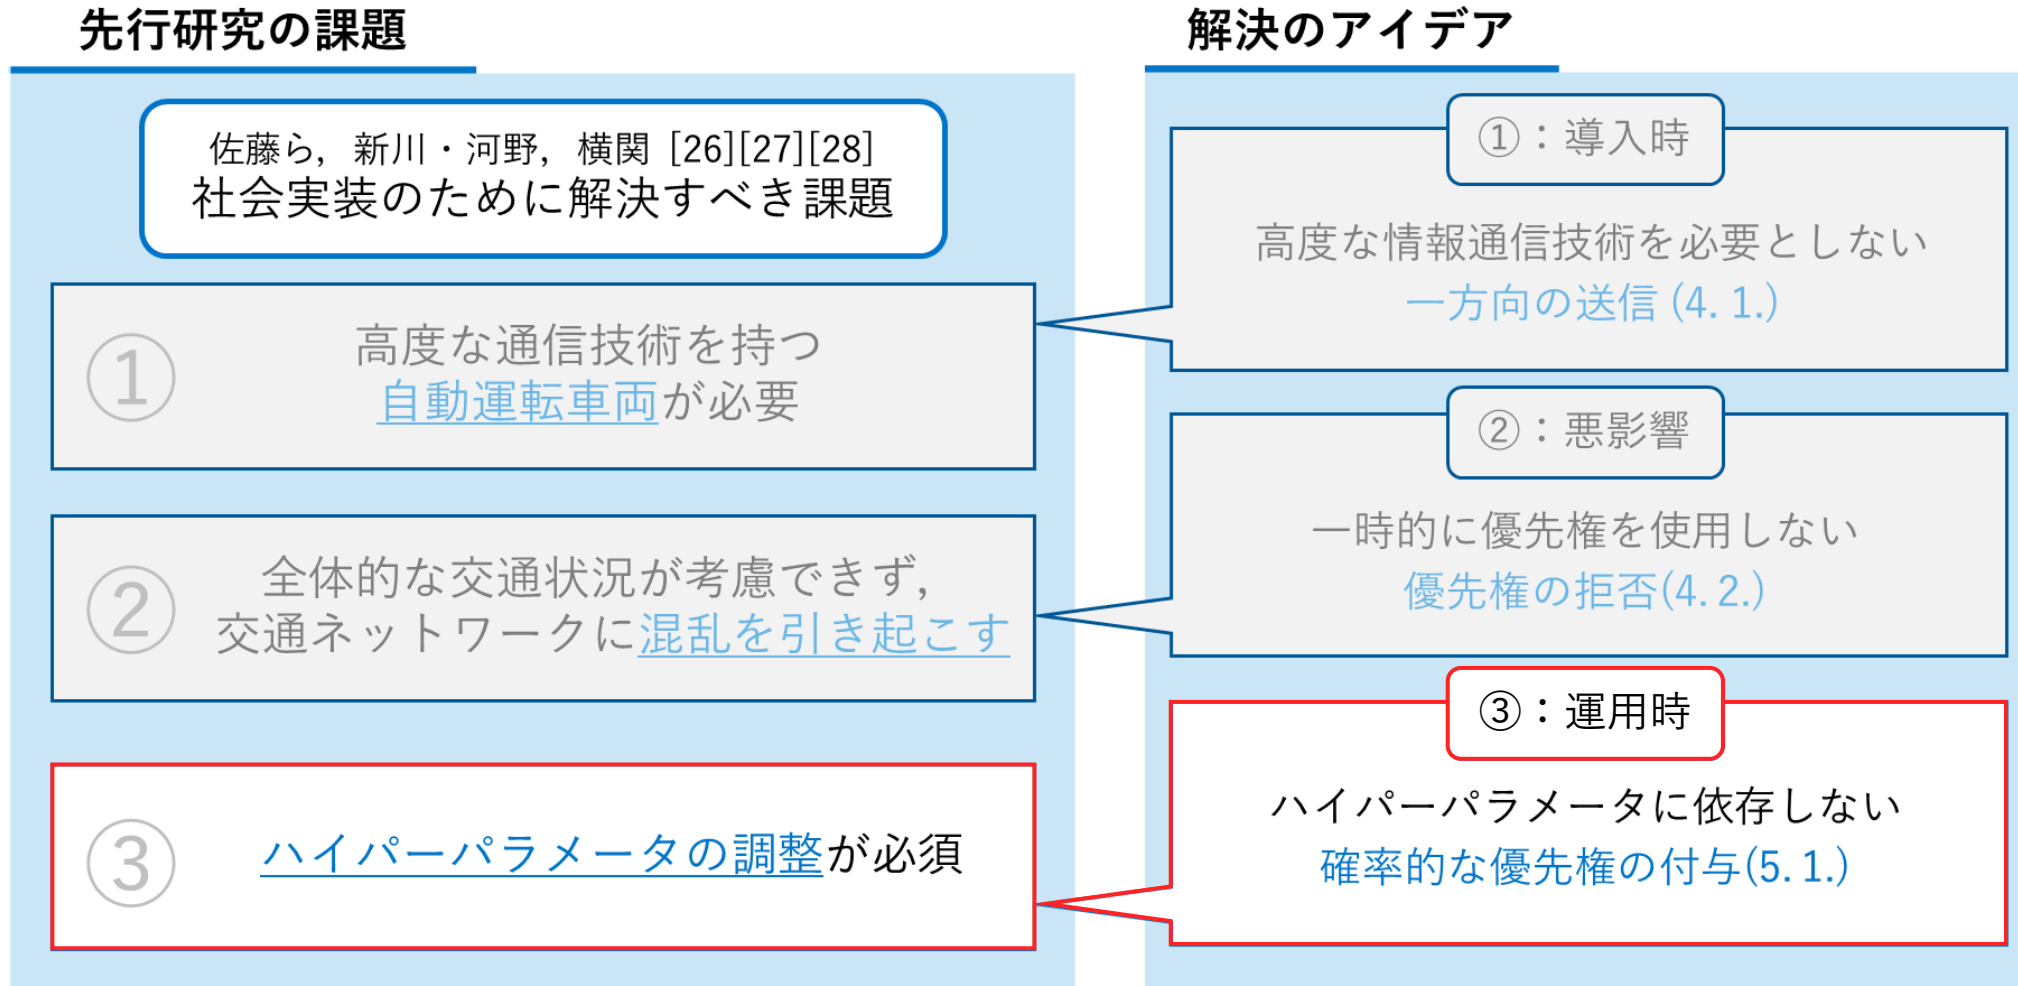 先行研究の課題
佐藤ら，新川・河野，横関 [26][27][28]
社会実装のために解決すべき課題
①
高度な通信技術を持つ
自動運転車両が必要
②
全体的な交通状況が考慮できず，
交通ネットワークに混乱を引き起こす
③
ハイパーパラメータの調整が必須
解決のアイデア
①：導入時
高度な情報通信技術を必要としない
一方向の送信 (4. 1.)
②：悪影響
一時的に優先権を使用しない
優先権の拒否(4. 2.)
③：運用時
ハイパーパラメータに依存しない
確率的な優先権の付与(5. 1.)